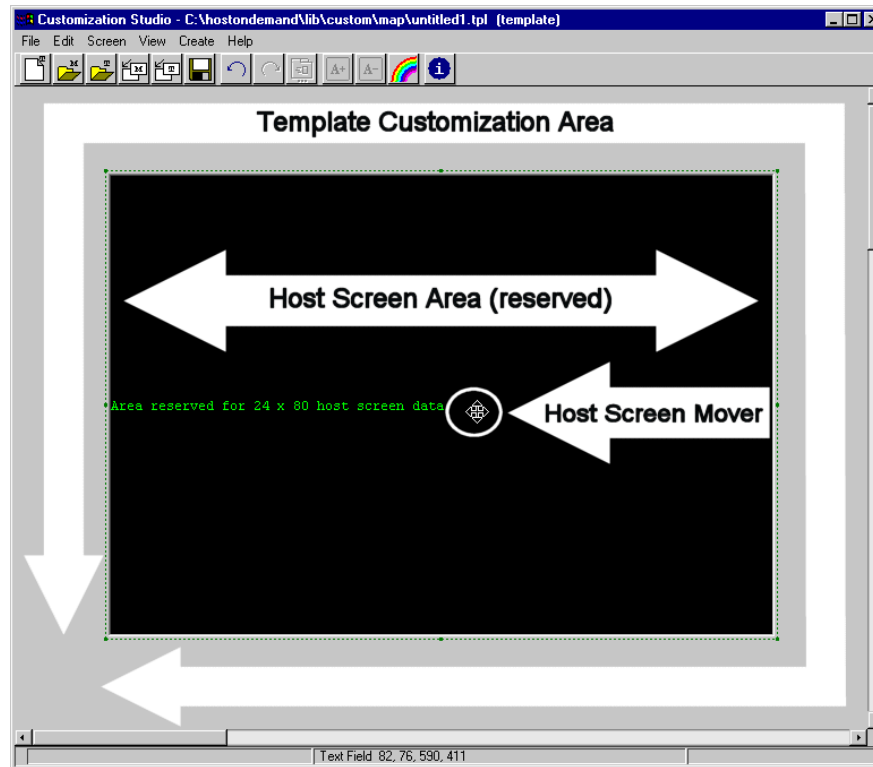 Customization Studio - C:\hostondemand\lib\custom\map\untitled1.tpl (template)
File Edit Screen View Create Help
M T M T A+ A- i
Template Customization Area
Host Screen Area (reserved)
Area reserved for 24 x 80 host screen data
Host Screen Mover
Text Field 82, 76, 590, 411